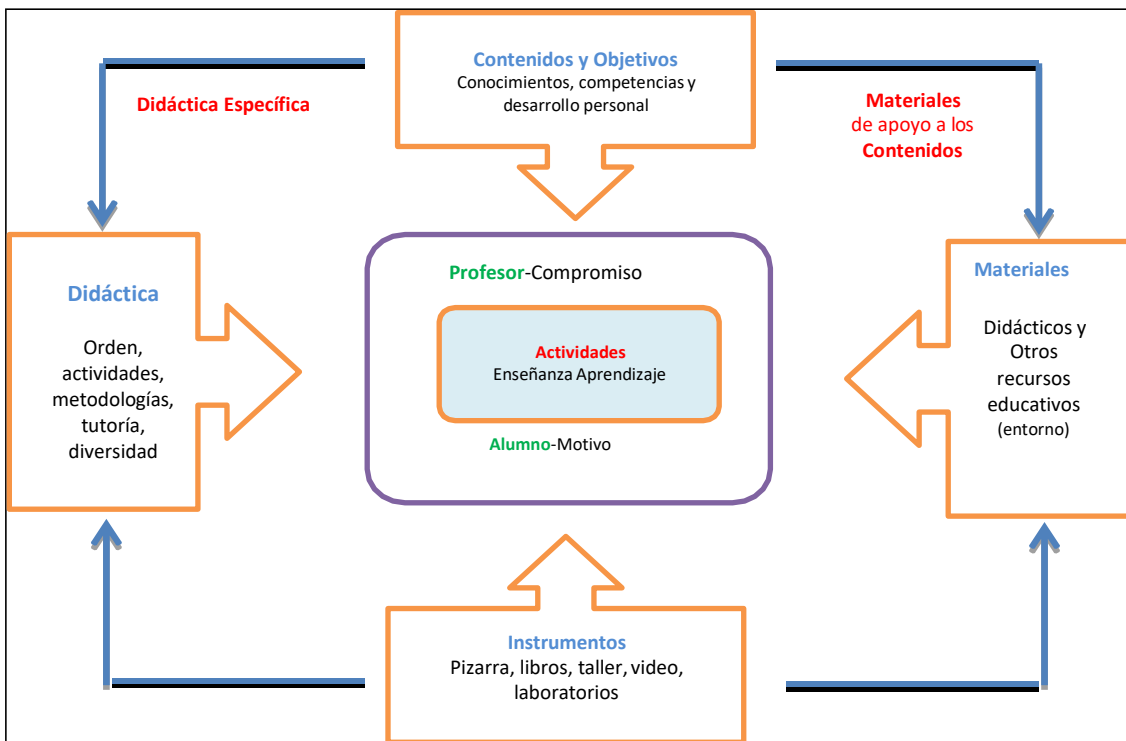 Contenidos y Objetivos
Conocimientos, competencias y
desarrollo personal
Didáctica Específica
Materiales
de apoyo a los
Contenidos
Didáctica
Orden,
actividades,
metodologías,
tutoría,
diversidad
Profesor-Compromiso
Actividades
Enseñanza Aprendizaje
Alumno-Motivo
Materiales
Didácticos y
Otros
recursos
educativos
(entorno)
Instrumentos
Pizarra, libros, taller, video,
laboratorios